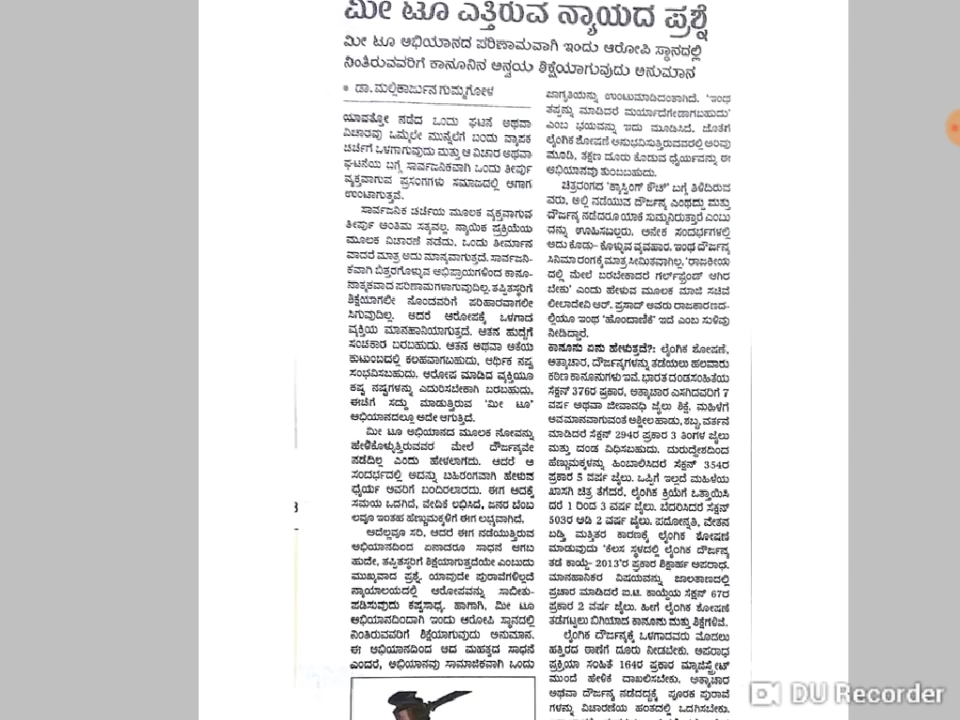 ಮೀ ಟೂ ಎತ್ತಿರುವ ನ್ಯಾಯದ ಪ್ರಶ್ನೆ
ಮೀ ಟೂ ಅಭಿಯಾನದ ಪರಿಣಾಮವಾಗಿ ಇಂದು ಆರೋಪಿ ಸ್ಥಾನದಲ್ಲಿ
ನಿಂತಿರುವವರಿಗೆ ಕಾನೂನಿನ ಅನ್ವಯ ಶಿಕ್ಷೆಯಾಗುವುದು ಅನುಮಾನ
• ಡಾ. ಮಲ್ಲಿಕಾರ್ಜುನ ಗುಮ್ಮಗೋಳ
ಯಾವತ್ತೋ ನಡೆದ ಒಂದು ಘಟನೆ ಅಥವಾ
ವಿಚಾರವು ಒಮ್ಮೆಲೇ ಮುನ್ನೆಲೆಗೆ ಬಂದು ವ್ಯಾಪಕ
ಚರ್ಚೆಗೆ ಒಳಗಾಗುವುದು ಮತ್ತು ಆ ವಿಚಾರ ಅಥವಾ
ಘಟನೆಯ ಬಗ್ಗೆ ಸಾರ್ವಜನಿಕವಾಗಿ ಒಂದು ತೀರ್ಪು
ವ್ಯಕ್ತವಾಗುವ ಪ್ರಸಂಗಗಳು ಸಮಾಜದಲ್ಲಿ ಆಗಾಗ
ಉಂಟಾಗುತ್ತವೆ.
ಸಾರ್ವಜನಿಕ ಚರ್ಚೆಯ ಮೂಲಕ ವ್ಯಕ್ತವಾಗುವ
ತೀರ್ಪು ಅಂತಿಮ ಸತ್ಯವಲ್ಲ. ನ್ಯಾಯಿಕ ಪ್ರಕ್ರಿಯೆಯ
ಮೂಲಕ ವಿಚಾರಣೆ ನಡೆದು. ಒಂದು ತೀರ್ಮಾನ
ವಾದರೆ ಮಾತ್ರ ಅದು ಮಾನ್ಯವಾಗುತ್ತದೆ. ಸಾರ್ವಜನಿ-
ಕವಾಗಿ ಬಿತ್ತರಗೊಳ್ಳುವ ಅಭಿಪ್ರಾಯಗಳಿಂದ ಕಾನೂ-
ನಾತ್ಮಕವಾದ ಪರಿಣಾಮಗಳಾಗುವುದಿಲ್ಲ. ತಪ್ಪಿತಸ್ಥರಿಗೆ
ಶಿಕ್ಷೆಯಾಗಲೀ ನೊಂದವರಿಗೆ ಪರಿಹಾರವಾಗಲೀ
ಸಿಗುವುದಿಲ್ಲ. ಆದರೆ ಆರೋಪಕ್ಕೆ ಒಳಗಾದ
ವ್ಯಕ್ತಿಯ ಮಾನಹಾನಿಯಾಗುತ್ತದೆ. ಆತನ ಹುದ್ದೆಗೆ
ಸಂಚಕಾರ ಬರಬಹುದು. ಆತನ ಅಥವಾ ಆಕೆಯ
ಕುಟುಂಬದಲ್ಲಿ ಕಲಹವಾಗಬಹುದು, ಆರ್ಥಿಕ ನಷ್ಟ
ಸಂಭವಿಸಬಹುದು. ಆರೋಪ ಮಾಡಿದ ವ್ಯಕ್ತಿಯೂ
ಕಷ್ಟ ನಷ್ಟಗಳನ್ನು ಎದುರಿಸಬೇಕಾಗಿ ಬರಬಹುದು.
ಈಚೆಗೆ ಸದ್ದು ಮಾಡುತ್ತಿರುವ 'ಮೀ ಟೂ'
ಅಭಿಯಾನದಲ್ಲೂ ಅದೇ ಆಗುತ್ತಿದೆ.
ಮೀ ಟೂ ಅಭಿಯಾನದ ಮೂಲಕ ನೋವನ್ನು
ಹೇಳಿಕೊಳ್ಳುತ್ತಿರುವವರ ಮೇಲೆ ದೌರ್ಜನ್ಯವೇ
ನಡೆದಿಲ್ಲ ಎಂದು ಹೇಳಲಾಗದು. ಆದರೆ ಆ
ಸಂದರ್ಭದಲ್ಲಿ ಅದನ್ನು ಬಹಿರಂಗವಾಗಿ ಹೇಳುವ
ಧೈರ್ಯ ಅವರಿಗೆ ಬಂದಿರಲಾರದು. ಈಗ ಅದಕ್ಕೆ
ಸಮಯ ಒದಗಿದೆ, ವೇದಿಕೆ ಲಭಿಸಿದೆ, ಜನರ ಬೆಂಬ
ಲವೂ ಇಂತಹ ಹೆಣ್ಣುಮಕ್ಕಳಿಗೆ ಈಗ ಲಭ್ಯವಾಗಿದೆ.
ಅದೆಲ್ಲವೂ ಸರಿ, ಆದರೆ ಈಗ ನಡೆಯುತ್ತಿರುವ
ಅಭಿಯಾನದಿಂದ ಏನಾದರೂ ಸಾಧನೆ ಆಗಬ
ಹುದೇ, ತಪ್ಪಿತಸ್ಥರಿಗೆ ಶಿಕ್ಷೆಯಾಗುತ್ತದೆಯೇ ಎಂಬುದು
ಮುಖ್ಯವಾದ ಪ್ರಶ್ನೆ. ಯಾವುದೇ ಪುರಾವೆಗಳಿಲ್ಲದೆ
ನ್ಯಾಯಾಲಯದಲ್ಲಿ ಆರೋಪವನ್ನು ಸಾಬೀತು-
ಪಡಿಸುವುದು ಕಷ್ಟಸಾಧ್ಯ. ಹಾಗಾಗಿ, ಮೀ ಟೂ
ಅಭಿಯಾನದಿಂದಾಗಿ ಇಂದು ಆರೋಪಿ ಸ್ಥಾನದಲ್ಲಿ
ನಿಂತಿರುವವರಿಗೆ ಶಿಕ್ಷೆಯಾಗುವುದು ಅನುಮಾನ.
ಈ ಅಭಿಯಾನದಿಂದ ಆದ ಮಹತ್ವದ ಸಾಧನೆ
ಎಂದರೆ, ಅಭಿಯಾನವು ಸಾಮಾಜಿಕವಾಗಿ ಒಂದು
ಜಾಗೃತಿಯನ್ನು ಉಂಟುಮಾಡಿದಂತಾಗಿದೆ. 'ಇಂಥ
ತಪ್ಪನ್ನು ಮಾಡಿದರೆ ಮರ್ಯಾದೆಗೇಡಾಗಬಹುದು'
ಎಂಬ ಭಯವನ್ನು ಇದು ಮೂಡಿಸಿದೆ. ಜೊತೆಗೆ
ಲೈಂಗಿಕ ಶೋಷಣೆ ಅನುಭವಿಸುತ್ತಿರುವವರಲ್ಲಿ ಅರಿವು
ಮೂಡಿ, ತಕ್ಷಣ ದೂರು ಕೊಡುವ ಧೈರ್ಯವನ್ನು ಈ
ಅಭಿಯಾನವು ತುಂಬಬಹುದು.
ಚಿತ್ರರಂಗದ 'ಕ್ಯಾಸ್ಟಿಂಗ್ ಕೌಚ್' ಬಗ್ಗೆ ತಿಳಿದಿರುವ
ವರು, ಅಲ್ಲಿ ನಡೆಯುವ ದೌರ್ಜನ್ಯ ಎಂಥದ್ದು ಮತ್ತು
ದೌರ್ಜನ್ಯ ನಡೆದರೂ ಯಾಕೆ ಸುಮ್ಮನಿರುತ್ತಾರೆ ಎಂಬು
ದನ್ನು ಊಹಿಸಬಲ್ಲರು. ಅನೇಕ ಸಂದರ್ಭಗಳಲ್ಲಿ
ಅದು ಕೊಡು- ಕೊಳ್ಳುವ ವ್ಯವಹಾರ. ಇಂಥ ದೌರ್ಜನ್ಯ
ಸಿನಿಮಾ ರಂಗಕ್ಕೆ ಮಾತ್ರ ಸೀಮಿತವಾಗಿಲ್ಲ. 'ರಾಜಕೀಯ
ದಲ್ಲಿ ಮೇಲೆ ಬರಬೇಕಾದರೆ ಗರ್ಲ್‌ಫ್ರೆಂಡ್ ಆಗಿರ
ಬೇಕು' ಎಂದು ಹೇಳುವ ಮೂಲಕ ಮಾಜಿ ಸಚಿವೆ
ಲೀಲಾದೇವಿ ಆರ್. ಪ್ರಸಾದ್ ಅವರು ರಾಜಕಾರಣದ-
ಲ್ಲಿಯೂ ಇಂಥ 'ಹೊಂದಾಣಿಕೆ' ಇದೆ ಎಂಬ ಸುಳಿವು
ನೀಡಿದ್ದಾರೆ.
ಕಾನೂನು ಏನು ಹೇಳುತ್ತದೆ?: ಲೈಂಗಿಕ ಶೋಷಣೆ,
ಅತ್ಯಾಚಾರ, ದೌರ್ಜನ್ಯಗಳನ್ನು ತಡೆಯಲು ಹಲವಾರು
ಕಠಿಣ ಕಾನೂನುಗಳು ಇವೆ. ಭಾರತ ದಂಡಸಂಹಿತೆಯ
ಸೆಕ್ಷನ್ 376ರ ಪ್ರಕಾರ, ಅತ್ಯಾಚಾರ ಎಸಗಿದವರಿಗೆ 7
ವರ್ಷ ಅಥವಾ ಜೀವಾವಧಿ ಜೈಲು ಶಿಕ್ಷೆ. ಮಹಿಳೆಗೆ
ಅವಮಾನವಾಗುವಂತೆ ಅಶ್ಲೀಲ ಹಾಡು, ಶಬ್ದ, ವರ್ತನೆ
ಮಾಡಿದರೆ ಸೆಕ್ಷನ್ 294ರ ಪ್ರಕಾರ 3 ತಿಂಗಳ ಜೈಲು
ಮತ್ತು ದಂಡ ವಿಧಿಸಬಹುದು. ದುರುದ್ದೇಶದಿಂದ
ಹೆಣ್ಣುಮಕ್ಕಳನ್ನು ಹಿಂಬಾಲಿಸಿದರೆ ಸೆಕ್ಷನ್ 354ರ
ಪ್ರಕಾರ 5 ವರ್ಷ ಜೈಲು. ಒಪ್ಪಿಗೆ ಇಲ್ಲದೆ ಮಹಿಳೆಯ
ಖಾಸಗಿ ಚಿತ್ರ ತೆಗೆದರೆ, ಲೈಂಗಿಕ ಕ್ರಿಯೆಗೆ ಒತ್ತಾಯಿಸಿ
ದರೆ 1 ರಿಂದ 3 ವರ್ಷ ಜೈಲು. ಬೆದರಿಸಿದರೆ ಸೆಕ್ಷನ್
503ರ ಅಡಿ 2 ವರ್ಷ ಜೈಲು. ಪದೋನ್ನತಿ, ವೇತನ
ಬಡ್ತಿ ಮತ್ತಿತರ ಕಾರಣಕ್ಕೆ ಲೈಂಗಿಕ ಶೋಷಣೆ
ಮಾಡುವುದು 'ಕೆಲಸ ಸ್ಥಳದಲ್ಲಿ ಲೈಂಗಿಕ ದೌರ್ಜನ್ಯ
ತಡೆ ಕಾಯ್ದೆ- 2013'ರ ಪ್ರಕಾರ ಶಿಕ್ಷಾರ್ಹ ಅಪರಾಧ.
ಮಾನಹಾನಿಕರ ವಿಷಯವನ್ನು ಜಾಲತಾಣದಲ್ಲಿ
ಪ್ರಚಾರ ಮಾಡಿದರೆ ಐ.ಟಿ. ಕಾಯ್ದೆಯ ಸೆಕ್ಷನ್ 67ರ
ಪ್ರಕಾರ 2 ವರ್ಷ ಜೈಲು. ಹೀಗೆ ಲೈಂಗಿಕ ಶೋಷಣೆ
ತಡೆಗಟ್ಟಲು ಬಿಗಿಯಾದ ಕಾನೂನು ಮತ್ತು ಶಿಕ್ಷೆಗಳಿವೆ.
ಲೈಂಗಿಕ ದೌರ್ಜನ್ಯಕ್ಕೆ ಒಳಗಾದವರು ಮೊದಲು
ಹತ್ತಿರದ ಠಾಣೆಗೆ ದೂರು ನೀಡಬೇಕು. ಅಪರಾಧ
ಪ್ರಕ್ರಿಯಾ ಸಂಹಿತೆ 164ರ ಪ್ರಕಾರ ಮ್ಯಾಜಿಸ್ಟ್ರೇಟ್
ಮುಂದೆ ಹೇಳಿಕೆ ದಾಖಲಿಸಬೇಕು. ಅತ್ಯಾಚಾರ
ಅಥವಾ ದೌರ್ಜನ್ಯ ನಡೆದದ್ದಕ್ಕೆ ಪೂರಕ ಪುರಾವೆ
ಗಳನ್ನು ವಿಚಾರಣೆಯ ಹಂತದಲ್ಲಿ ಒದಗಿಸಬೇಕು.
DU Recorder